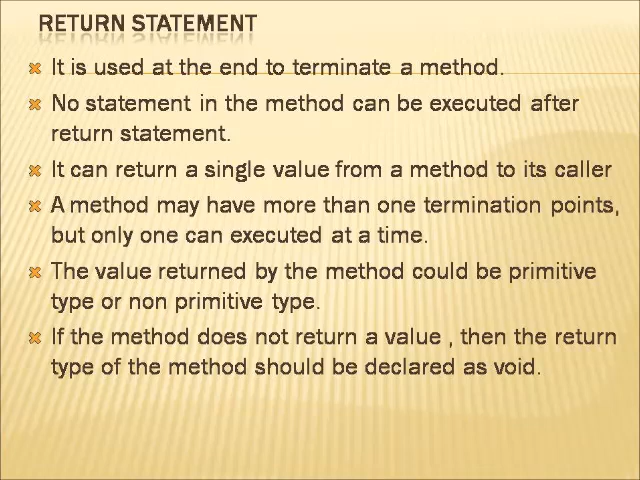 RETURN STATEMENT
It is used at the end to terminate a method.
No statement in the method can be executed after
return statement.
It can return a single value from a method to its caller
A method may have more than one termination points,
but only one can executed at a time.
The value returned by the method could be primitive
type or non primitive type.
If the method does not return a value , then the return
type of the method should be declared as void.